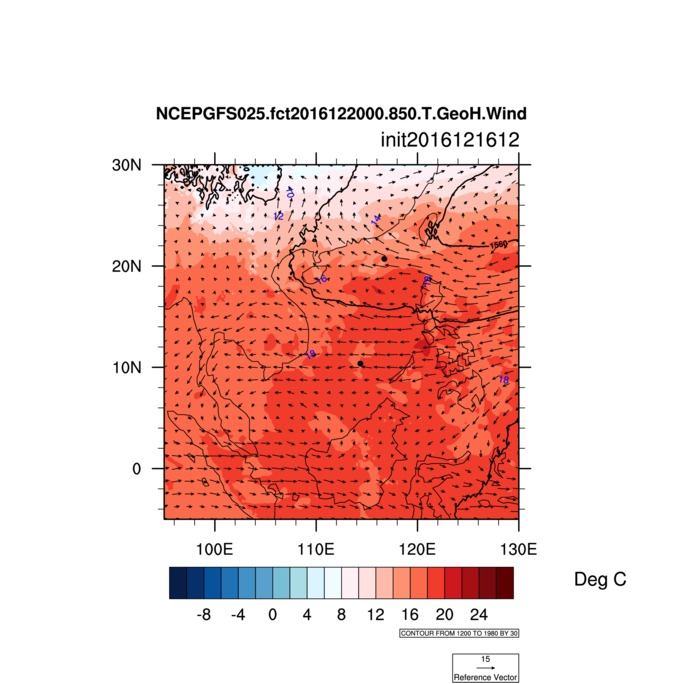 NCEPGFS025.fct2016122000.850.T.GeoH.Wind
init2016121612
30N
10
12
14
1500
20N
16
18
18
10N
18
0
100E
110E
120E
130E
-8
-4
0
4
8
12
16
20
24
Deg C
CONTOUR FROM 1200 TO 1980 BY 30
15
Reference Vector